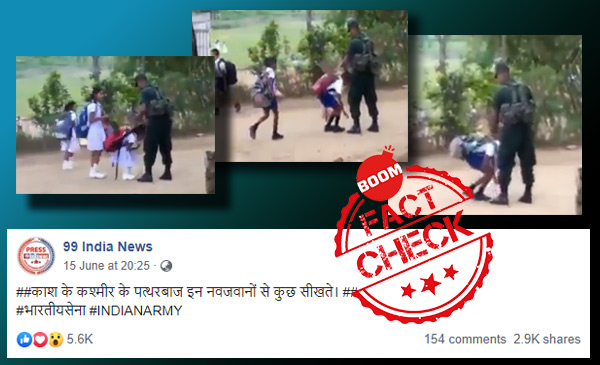 BOOM
FACT
CHECK
PRESS
99 India News
15 June at 20:25 ·
##काश के कश्मीर के पत्थरबाज इन नवजवानों से कुछ सीखते। ##
#भारतीयसेना #INDIANARMY
5.6K
154 comments 2.9K shares